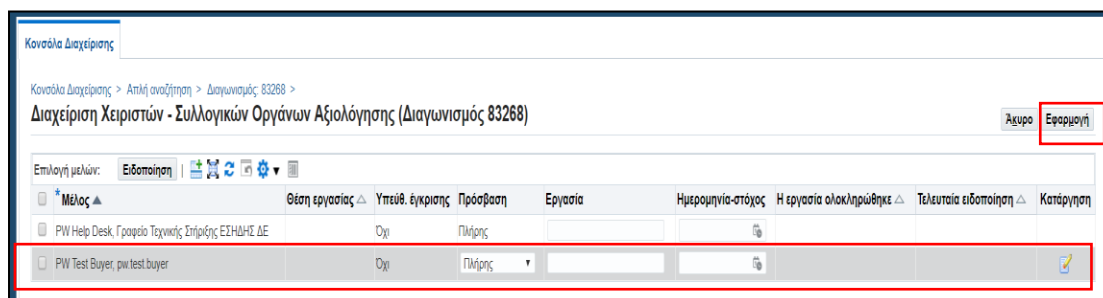 Κονσόλα Διαχείρισης
Κονσόλα Διαχείρισης > Απλή αναζήτηση > Διαγωνισμός: 83268 >
Διαχείριση Χειριστών - Συλλογικών Οργάνων Αξιολόγησης (Διαγωνισμός 83268)
Άκυρο Εφαρμογή
Επιλογή μελών: Ειδοποίηση
*Μέλος Θέση εργασίας Υπεύθ. έγκρισης Πρόσβαση Εργασία Ημερομηνία-στόχος Η εργασία ολοκληρώθηκε Τελευταία ειδοποίηση Κατάργηση
PW Help Desk, Γραφείο Τεχνικής Στήριξης ΕΣΗΔΗΣ ΔΕ Όχι Πλήρης
PW Test Buyer, pw.test.buyer Όχι Πλήρης